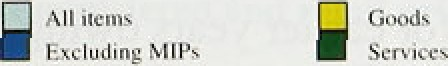 All items
Goods
Excluding MIPs
Services